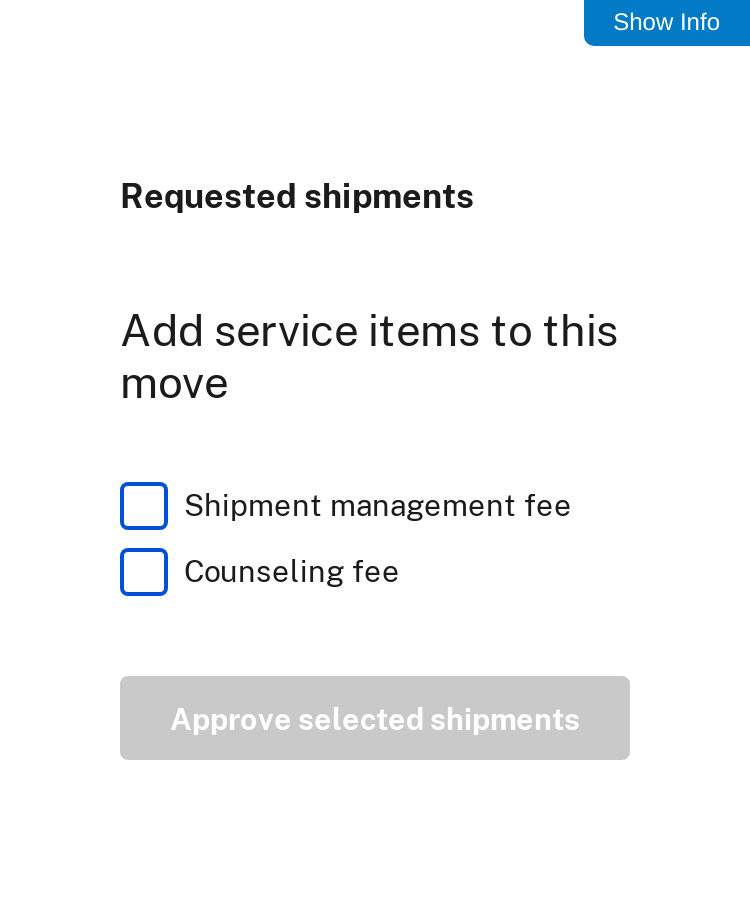 Show Info
Requested shipments
Add service items to this
move
Shipment management fee
Counseling fee
Approve selected shipments